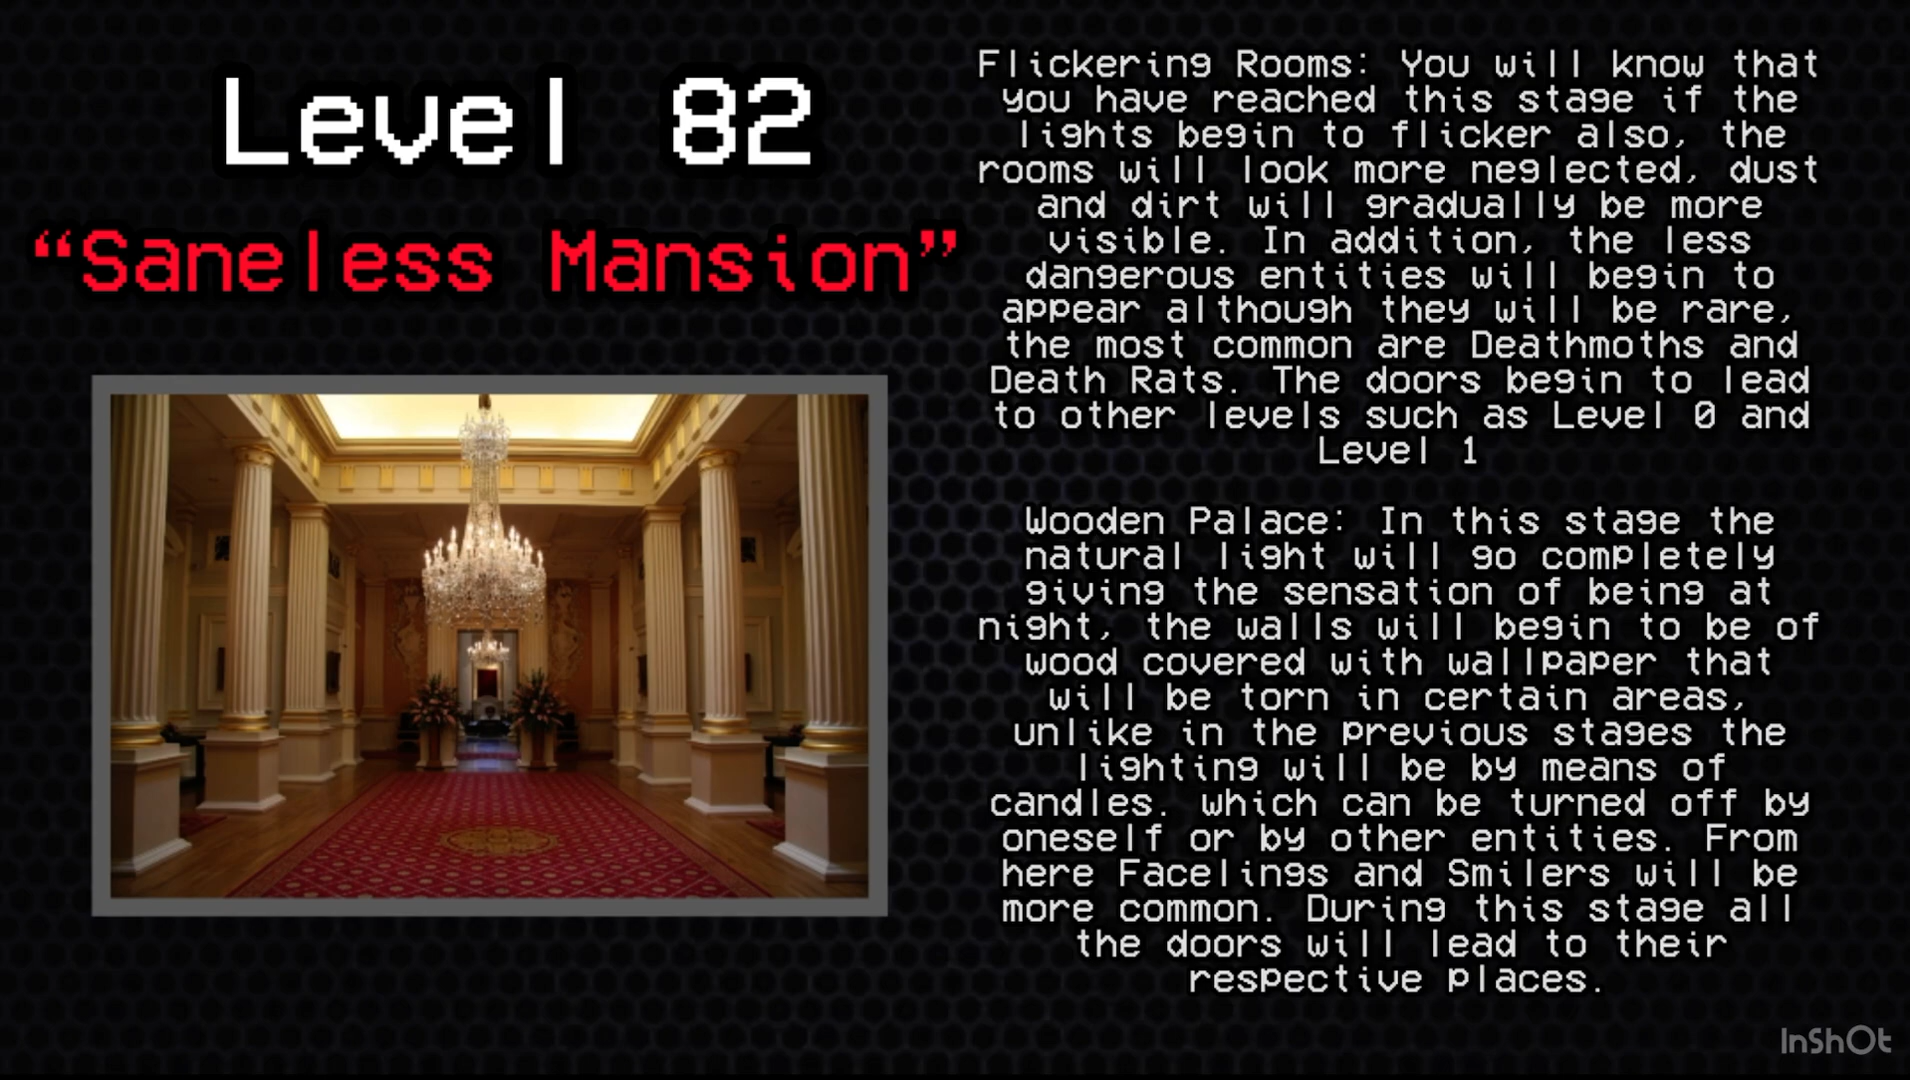 Level 82
“Saneless Mansion”
Flickering Rooms: You will know that
you have reached this stage if the
lights begin to flicker also, the
rooms will look more neglected, dust
and dirt will gradually be more
visible. In addition, the less
dangerous entities will begin to
appear although they will be rare,
the most common are Deathmoths and
Death Rats. The doors begin to lead
to other levels such as Level 0 and
Level 1
Wooden Palace: In this stage the
natural light will go completely
giving the sensation of being at
night, the walls will begin to be of
wood covered with wallpaper that
will be torn in certain areas,
unlike in the previous stages the
lighting will be by means of
candles. which can be turned off by
oneself or by other entities. From
here Facelings and Smilers will be
more common. During this stage all
the doors will lead to their
respective places.
InShOt